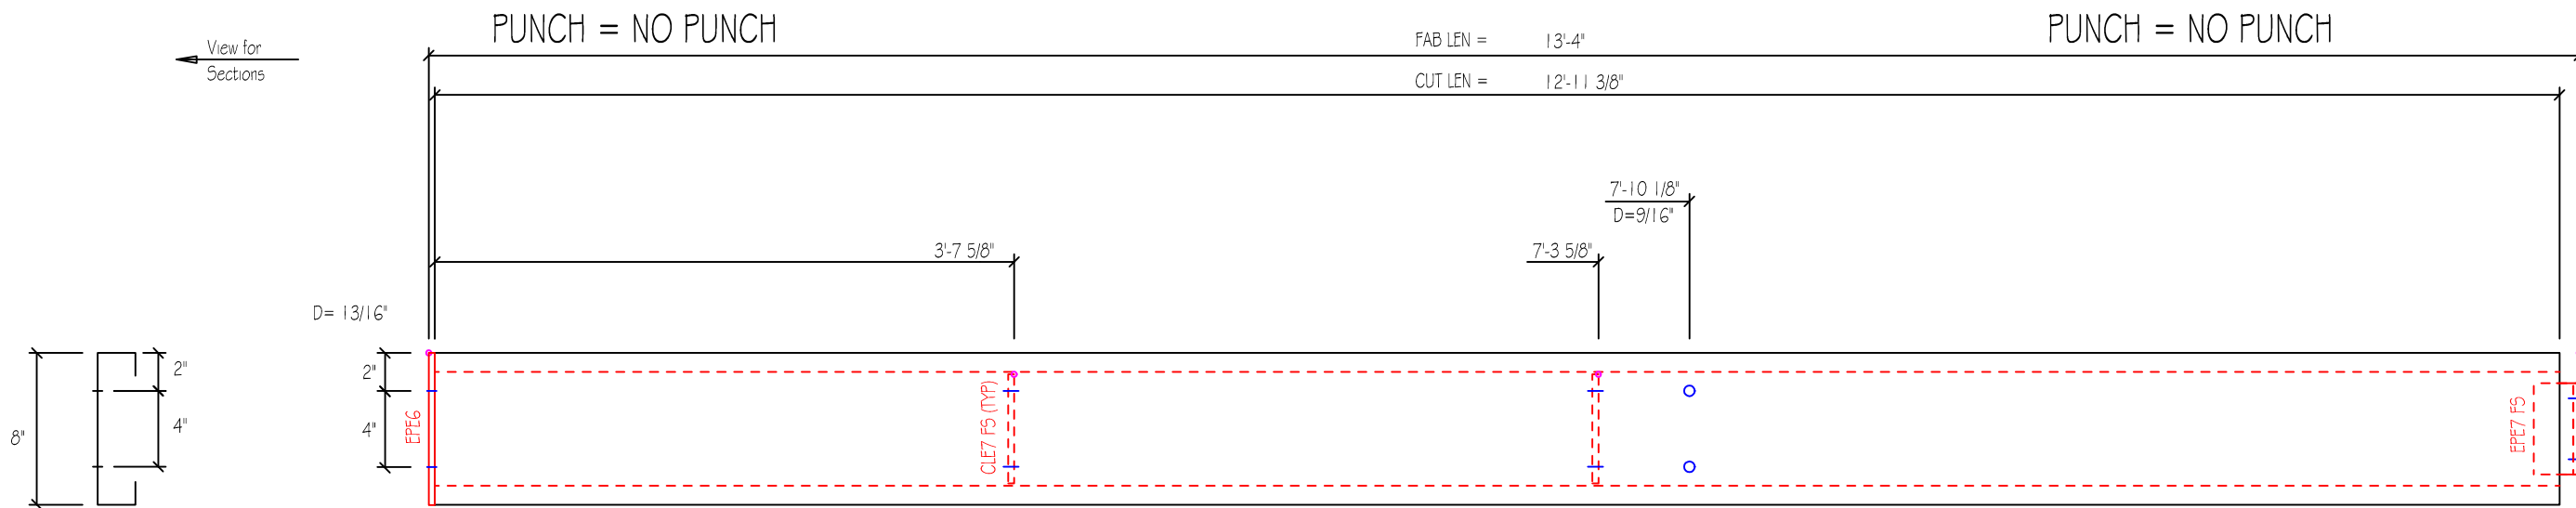 PUNCH = NO PUNCH
PUNCH = NO PUNCH
View for
Sections
FAB LEN = 13'-4"
CUT LEN = 12'-11 3/8"
7'-10 1/8"
D=9/16"
3'-7 5/8"
7'-3 5/8"
D= 13/16"
2"
4"
8"
2"
4"
EPE6
CLE7 FS (TYP)
EPE7 FS